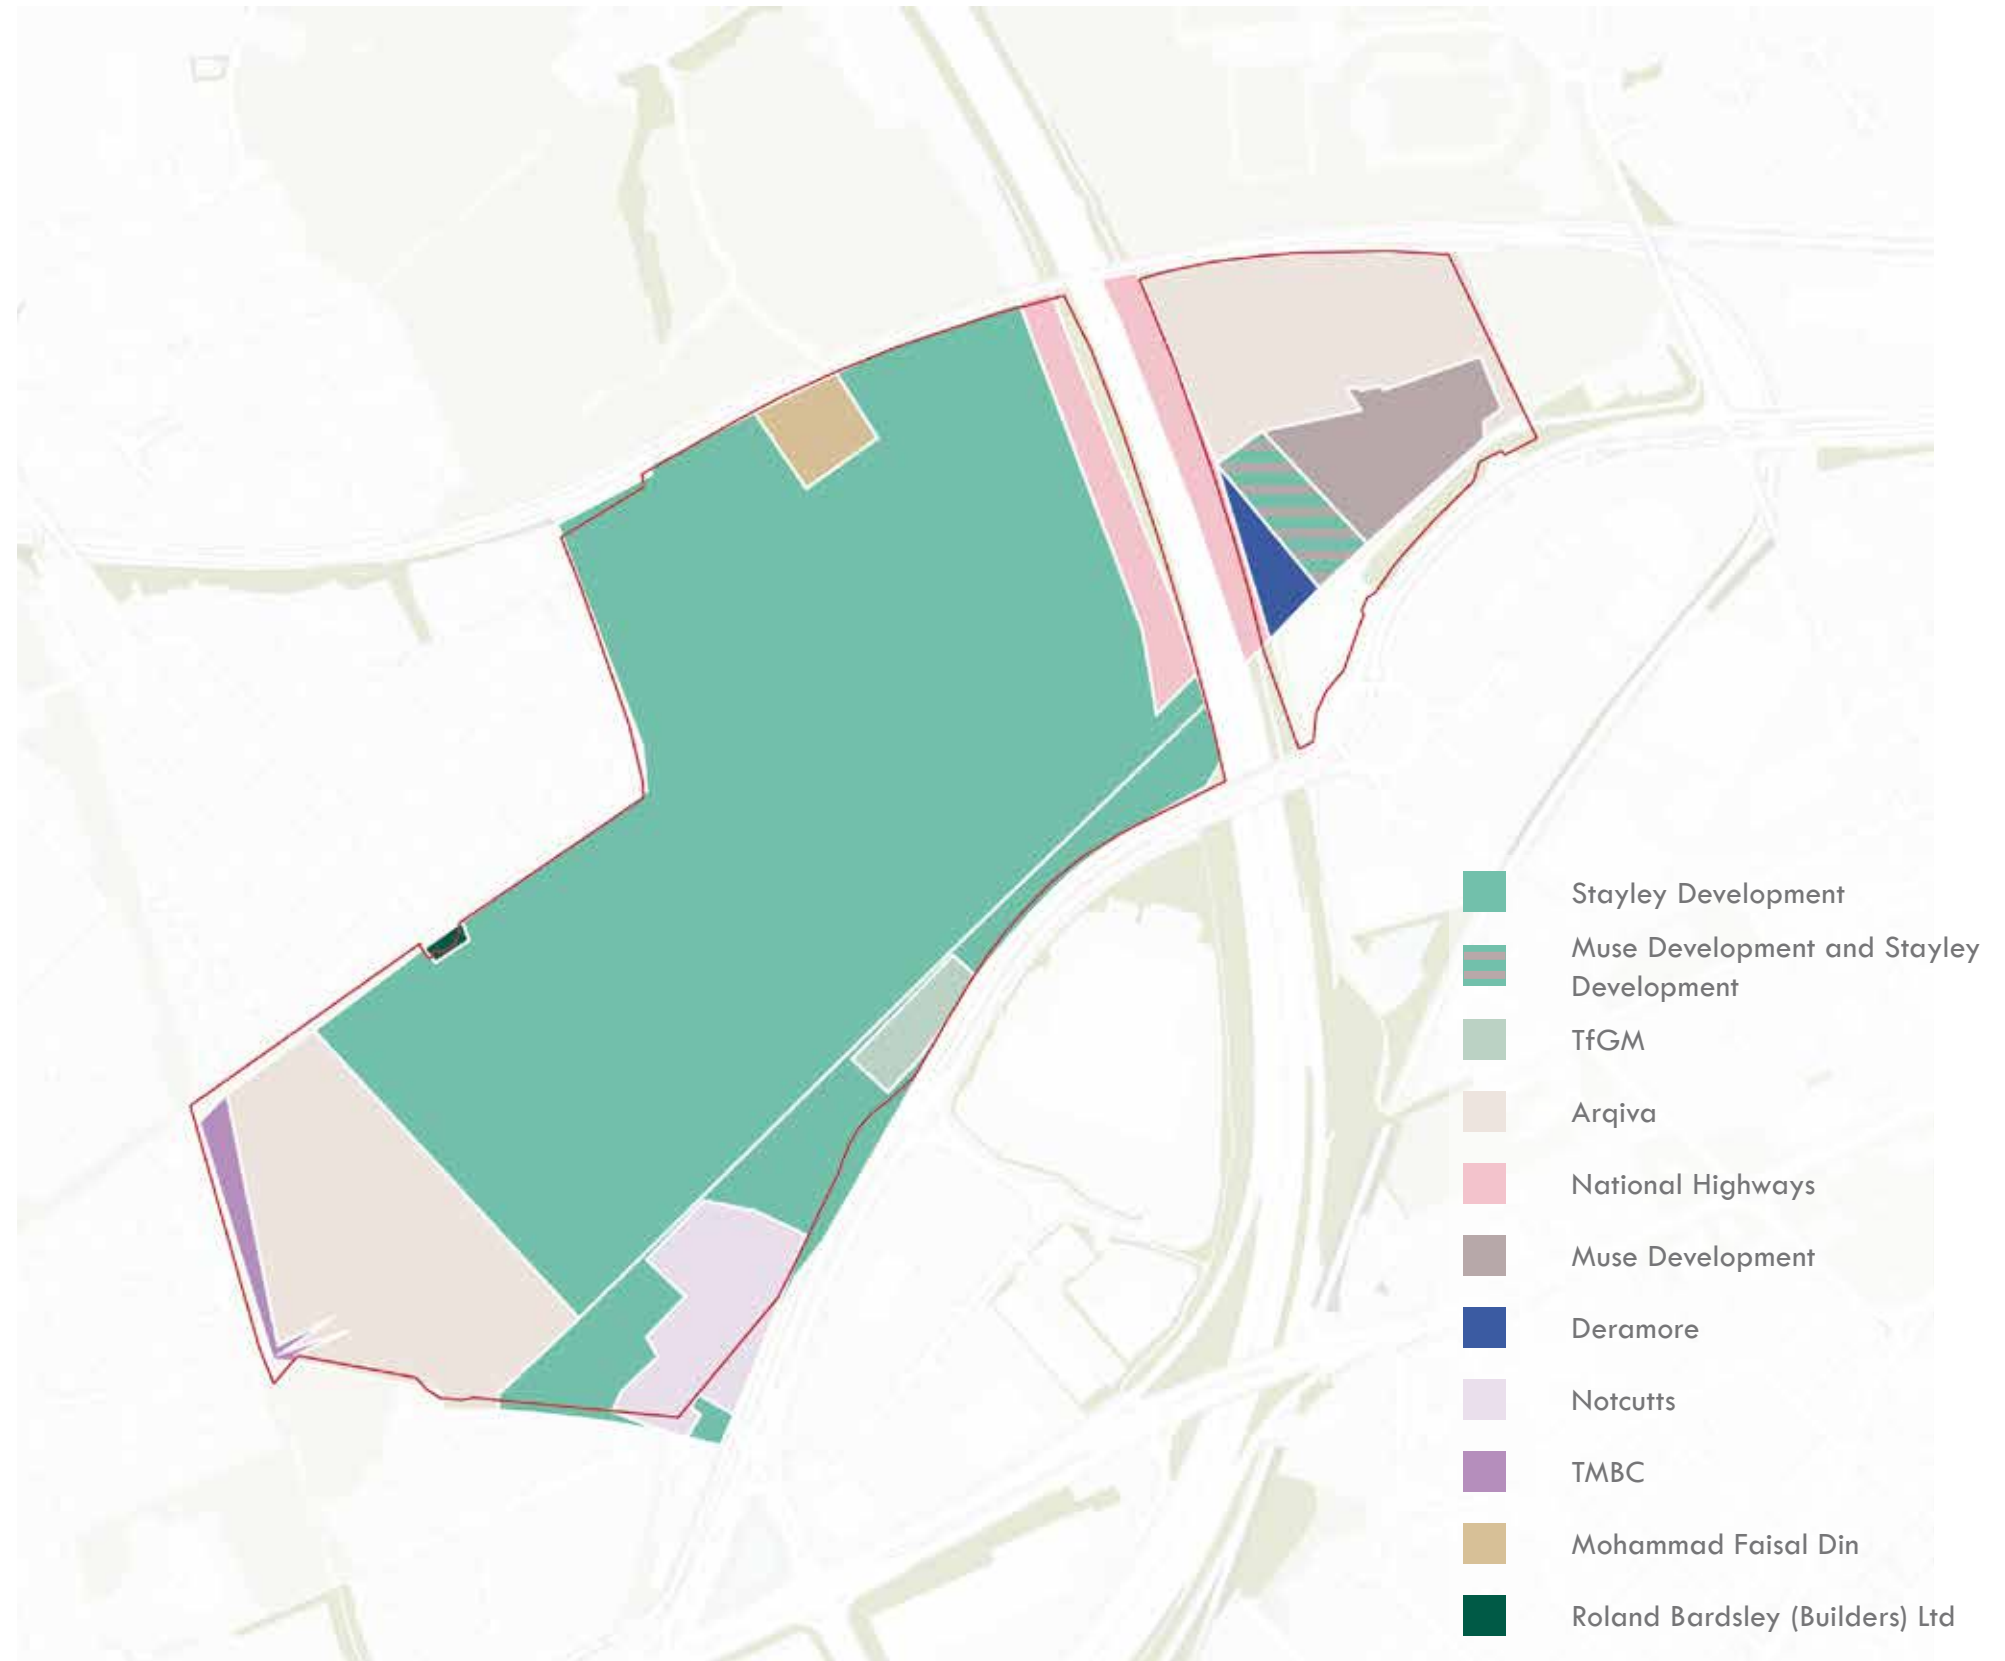 Stayley Development
Muse Development and Stayley
Development
TfGM
Arqiva
National Highways
Muse Development
Deramore
Notcutts
TMBC
Mohammad Faisal Din
Roland Bardsley (Builders) Ltd